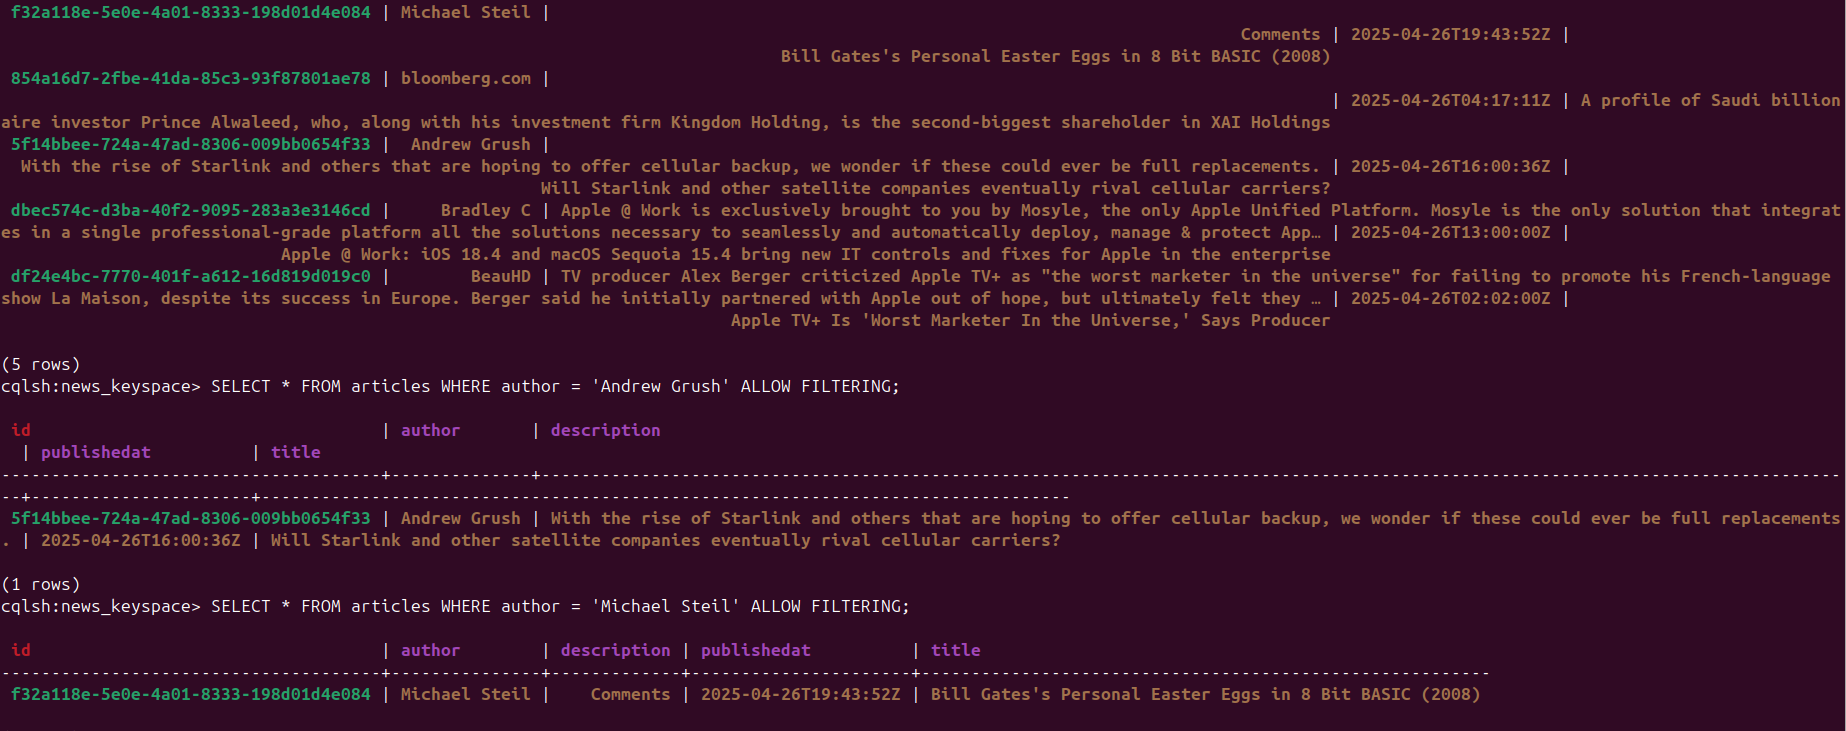 f32a118e-5e0e-4a01-8333-198d01d4e084 | Michael Steil |
Comments | 2025-04-26T19:43:52Z |
Bill Gates's Personal Easter Eggs in 8 Bit BASIC (2008)
854a16d7-2fbe-41da-85c3-93f87801ae78 | bloomberg.com |
| 2025-04-26T04:17:11Z | A profile of Saudi billion
aire investor Prince Alwaleed, who, along with his investment firm Kingdom Holding, is the second-biggest shareholder in XAI Holdings
5f14bbee-724a-47ad-8306-009bb0654f33 | Andrew Grush |
With the rise of Starlink and others that are hoping to offer cellular backup, we wonder if these could ever be full replacements. | 2025-04-26T16:00:36Z |
Will Starlink and other satellite companies eventually rival cellular carriers?
dbec574c-d3ba-40f2-9095-283a3e3146cd | Bradley C | Apple @ Work is exclusively brought to you by Mosyle, the only Apple Unified Platform. Mosyle is the only solution that integrat
es in a single professional-grade platform all the solutions necessary to seamlessly and automatically deploy, manage & protect App… | 2025-04-26T13:00:00Z |
Apple @ Work: iOS 18.4 and macOS Sequoia 15.4 bring new IT controls and fixes for Apple in the enterprise
df24e4bc-7770-401f-a612-16d819d019c0 | BeauHD | TV producer Alex Berger criticized Apple TV+ as "the worst marketer in the universe" for failing to promote his French-language
show La Maison, despite its success in Europe. Berger said he initially partnered with Apple out of hope, but ultimately felt they … | 2025-04-26T02:02:00Z |
Apple TV+ Is 'Worst Marketer In the Universe,' Says Producer
(5 rows)
cqlsh:news_keyspace> SELECT * FROM articles WHERE author = 'Andrew Grush' ALLOW FILTERING;
id | author | description
| publishedat | title
--------------------------------------+--------------+----------------------------------------------------------------------------------------------------------------------------------
--+----------------------+---------------------------------------------------------------------------------
5f14bbee-724a-47ad-8306-009bb0654f33 | Andrew Grush | With the rise of Starlink and others that are hoping to offer cellular backup, we wonder if these could ever be full replacements
. | 2025-04-26T16:00:36Z | Will Starlink and other satellite companies eventually rival cellular carriers?
(1 rows)
cqlsh:news_keyspace> SELECT * FROM articles WHERE author = 'Michael Steil' ALLOW FILTERING;
id | author | description | publishedat | title
--------------------------------------+---------------+-------------+----------------------+---------------------------------------------------------
f32a118e-5e0e-4a01-8333-198d01d4e084 | Michael Steil | Comments | 2025-04-26T19:43:52Z | Bill Gates's Personal Easter Eggs in 8 Bit BASIC (2008)